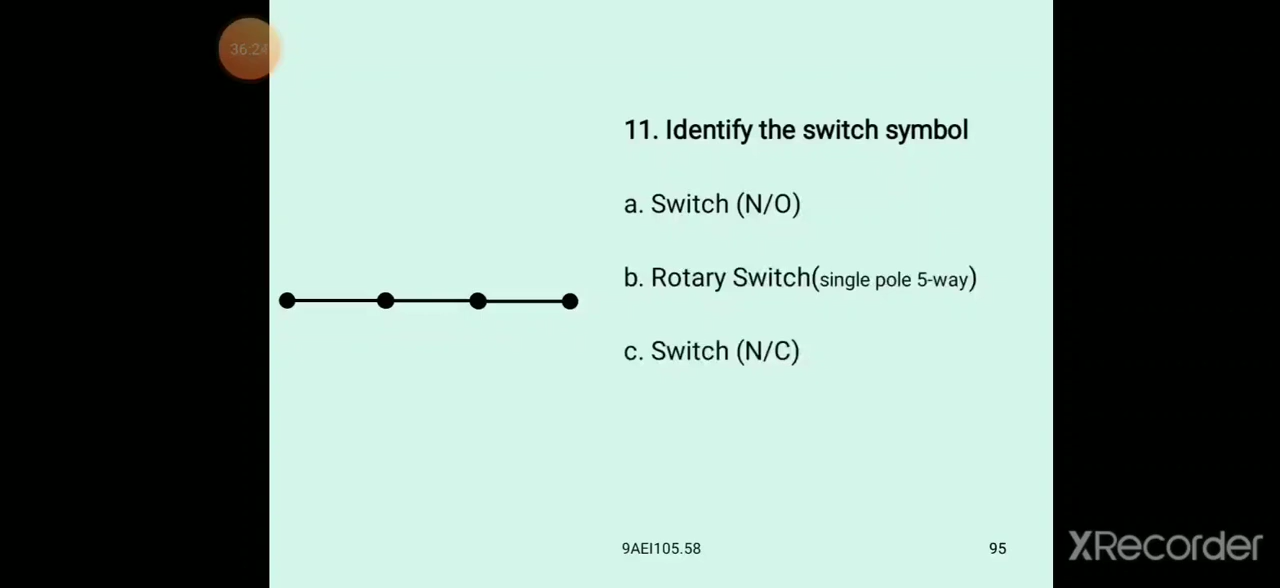 36:24
11. Identify the switch symbol
a. Switch (N/O)
b. Rotary Switch(single pole 5-way)
c. Switch (N/C)
9AEI105.58
95
XRecorder